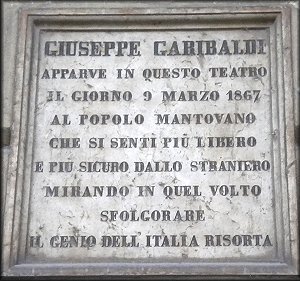 GIUSEPPE GARIBALDI
APPARVE IN QUESTO TEATRO
IL GIORNO 9 MARZO 1867
AL POPOLO MANTOVANO
CHE SI SENTÌ PIÙ LIBERO
E PIÙ SICURO DALLO STRANIERO
MIRANDO IN QUEL VOLTO
SFOLGORARE
IL GENIO DELL'ITALIA RISORTA